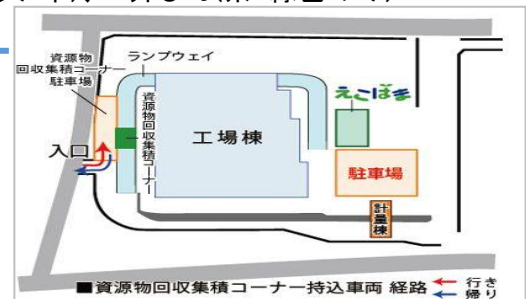 資源物
回収集積コーナー
駐車場
ランプウェイ
資源物回収集積コーナー
工場棟
えこはま
駐車場
入口
計量棟
■資源物回収集積コーナー持込車両 経路
行き
帰り